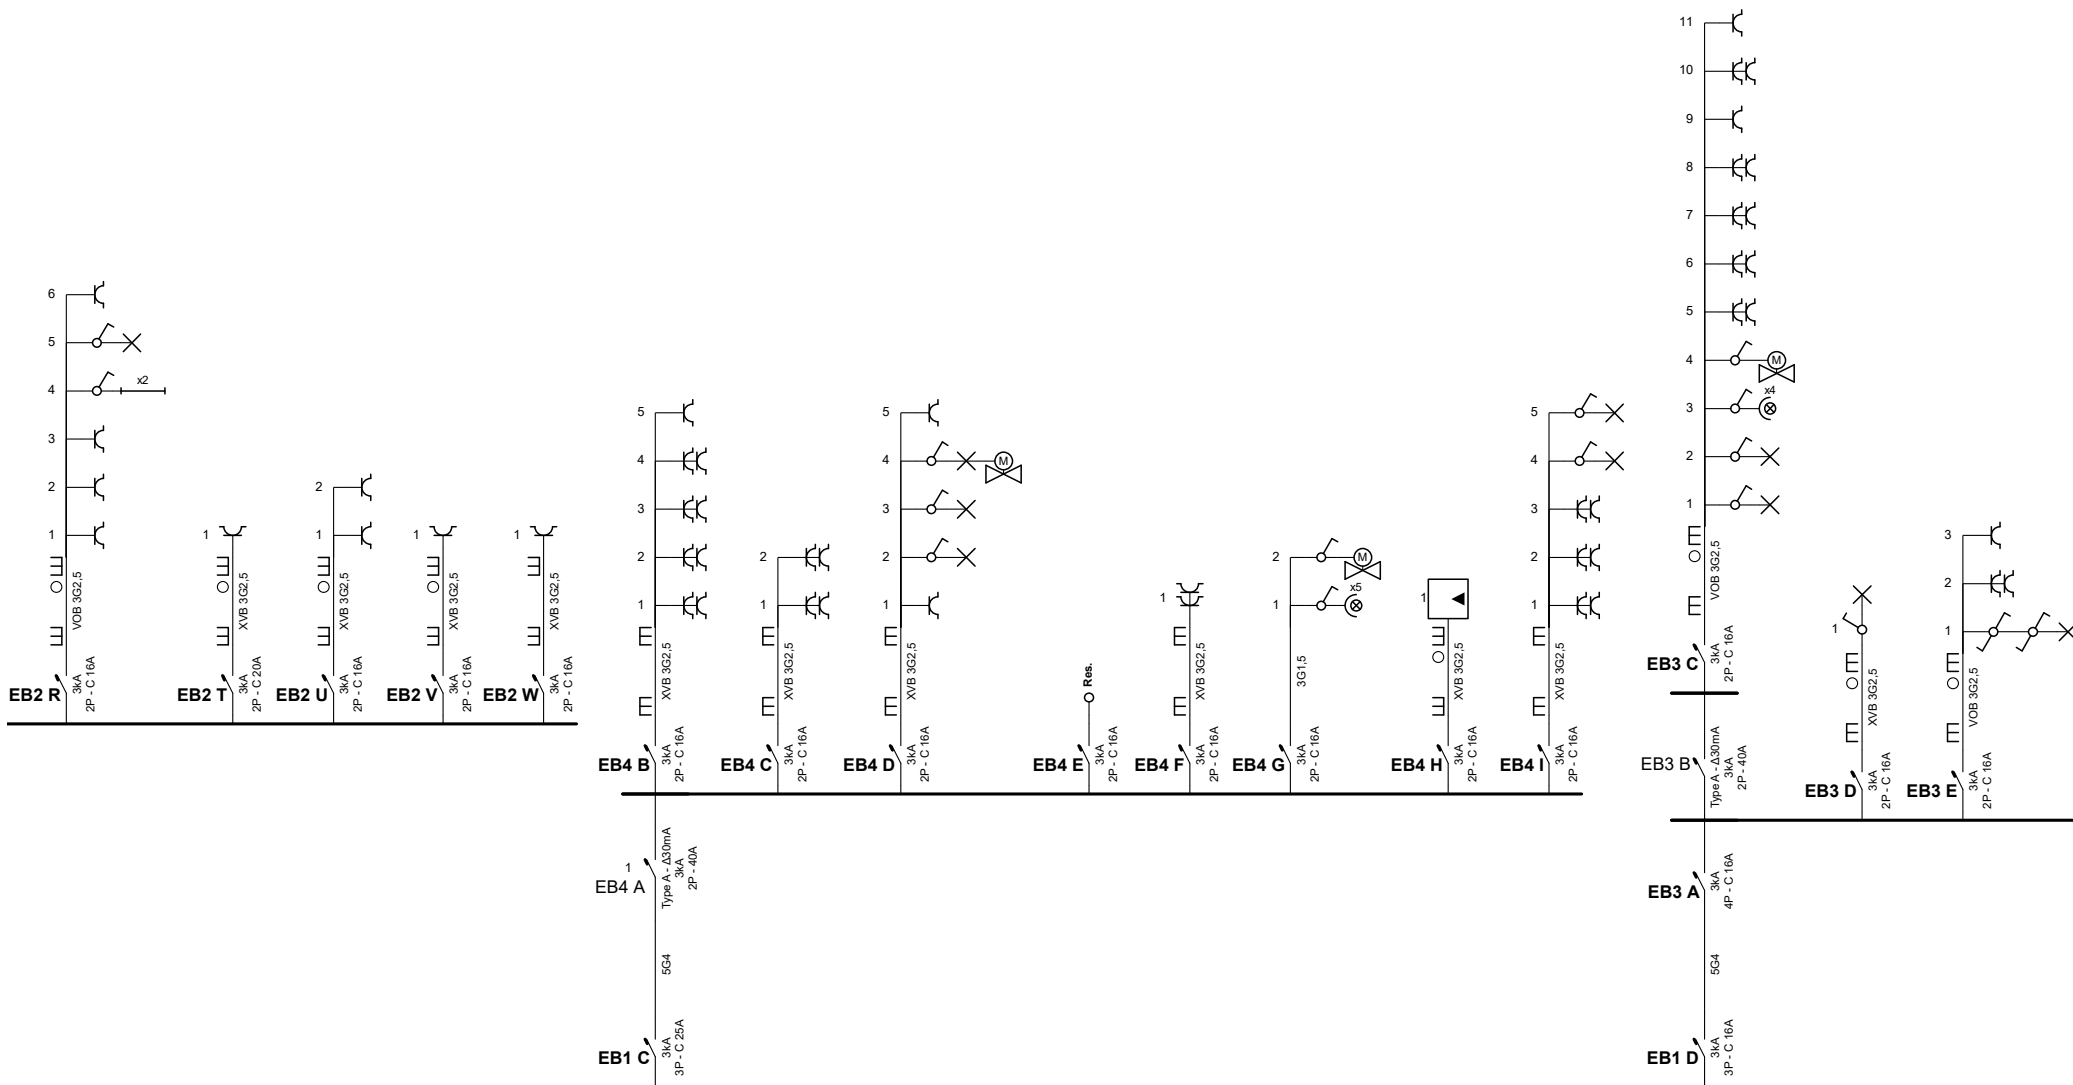 6
5
4
x2
3
2
1
VOB 3G2,5
EB2 R
3kA
2P - C 16A
1
XVB 3G2,5
EB2 T
3kA
2P - C 20A
2
1
XVB 3G2,5
EB2 U
3kA
2P - C 16A
1
XVB 3G2,5
EB2 V
3kA
2P - C 16A
1
XVB 3G2,5
EB2 W
3kA
2P - C 16A
5
4
3
2
1
XVB 3G2,5
EB4 B
3kA
2P - C 16A
2
1
XVB 3G2,5
EB4 C
3kA
2P - C 16A
5
4
M
3
2
1
XVB 3G2,5
EB4 D
3kA
2P - C 16A
Res.
EB4 E
3kA
2P - C 16A
1
XVB 3G2,5
EB4 F
3kA
2P - C 16A
2
M
x5
1
3G1,5
EB4 G
3kA
2P - C 16A
1
XVB 3G2,5
EB4 H
3kA
2P - C 16A
5
4
3
2
1
XVB 3G2,5
EB4 I
3kA
2P - C 16A
1
EB4 A
Type A - Δ30mA
3kA
2P - 40A
5G4
EB1 C
3kA
3P - C 25A
11
10
9
8
7
6
5
4
M
x4
3
2
1
VOB 3G2,5
EB3 C
3kA
2P - C 16A
EB3 B
Type A - Δ30mA
3kA
2P - 40A
1
XVB 3G2,5
EB3 D
3kA
2P - C 16A
3
2
1
VOB 3G2,5
EB3 E
3kA
2P - C 16A
EB3 A
3kA
4P - C 16A
5G4
EB1 D
3kA
3P - C 16A